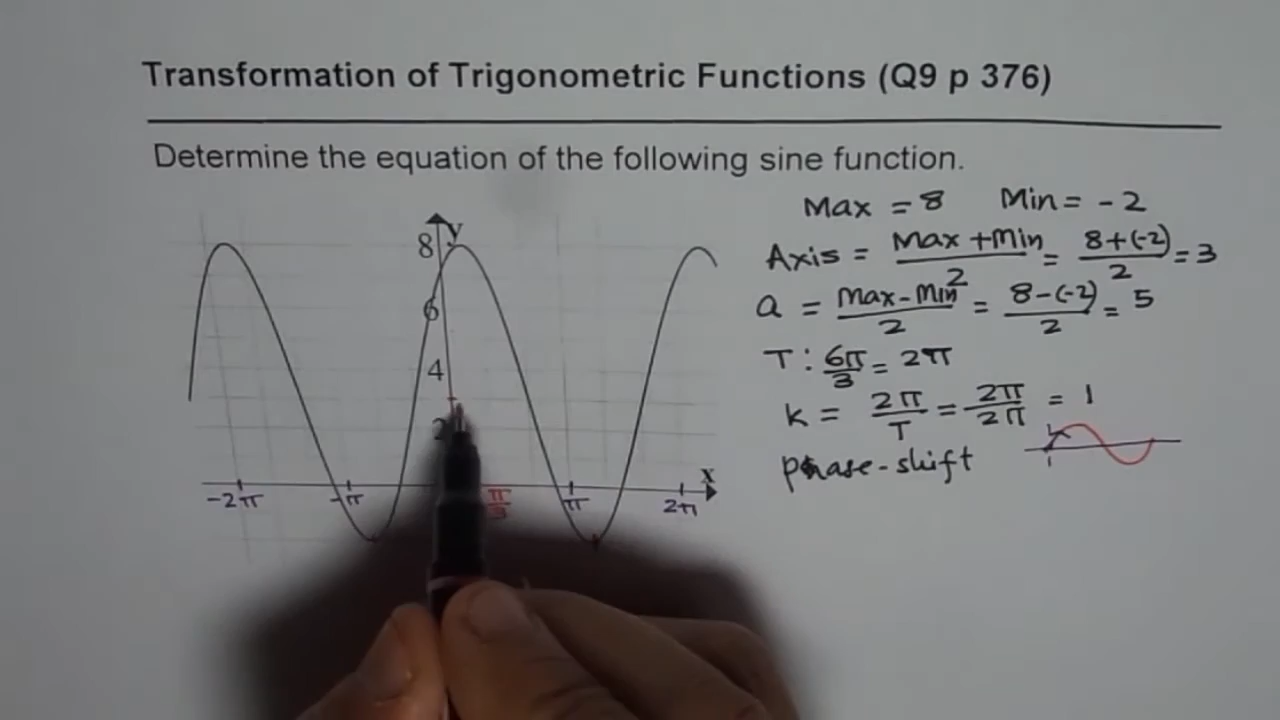 Transformation of Trigonometric Functions (Q9 p 376)
Determine the equation of the following sine function.
Max = 8 Min = -2
Axis = Max + Min / 2 = 8+(-2) / 2 = 3
a = Max - Min / 2 = 8-(-2) / 2 = 5
T : 6π/3 = 2π
k = 2π/T = 2π/2π = 1
phase-shift
y
8
6
4
2
x
-2π -π π/3 π 2π